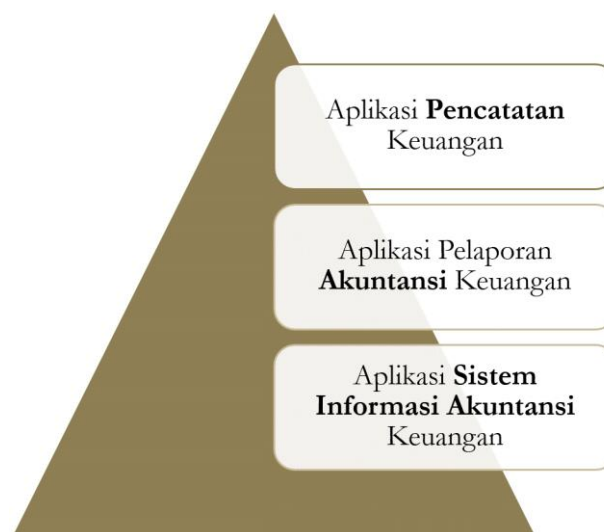 Aplikasi Pencatatan
Keuangan
Aplikasi Pelaporan
Akuntansi Keuangan
Aplikasi Sistem
Informasi Akuntansi
Keuangan